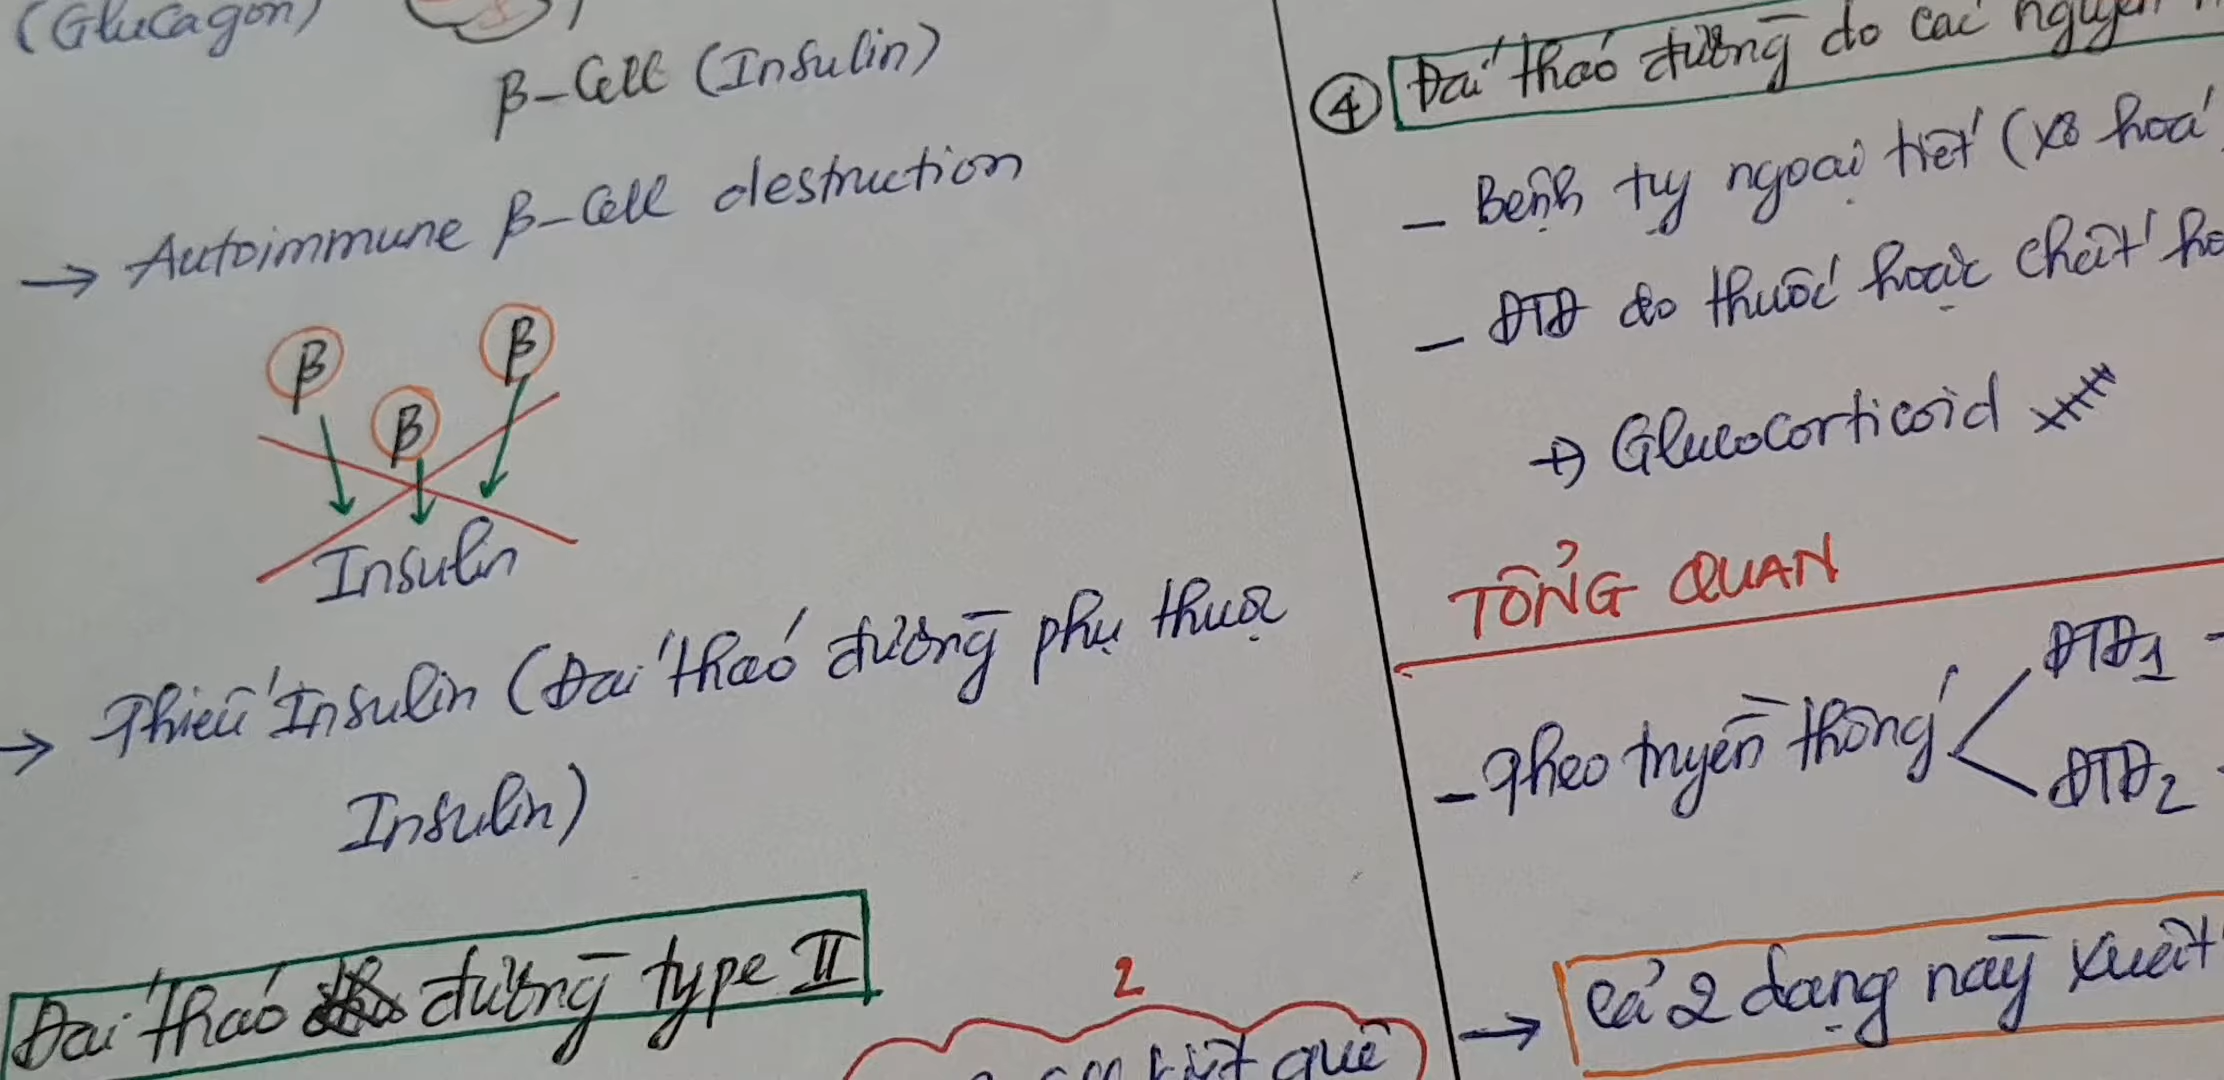 (Glucagon)
β-Cell (Insulin)
→ Autoimmune β-Cell destruction
β β β
Insulin
→ Thiếu Insulin (Đái tháo đường phụ thuộc
Insulin)
Đái tháo đường type II
2
quề
④ Đái tháo đường do các nguyên
- Bệnh tụy ngoại tiết (xơ hoá
- ĐTĐ do thuốc hoặc chất
→ Glucocorticoid
TỔNG QUAN
- Theo truyền thống < ĐTĐ1 -
ĐTĐ2 -
→ Cả 2 dạng này xuất